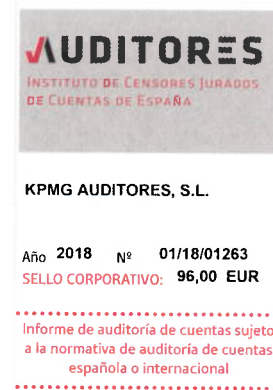 AUDITORES
INSTITUTO DE CENSORES JURADOS
DE CUENTAS DE ESPAÑA
KPMG AUDITORES, S.L.
Año 2018 Nº 01/18/01263
SELLO CORPORATIVO: 96,00 EUR
Informe de auditoría de cuentas sujeto
a la normativa de auditoría de cuentas
española o internacional